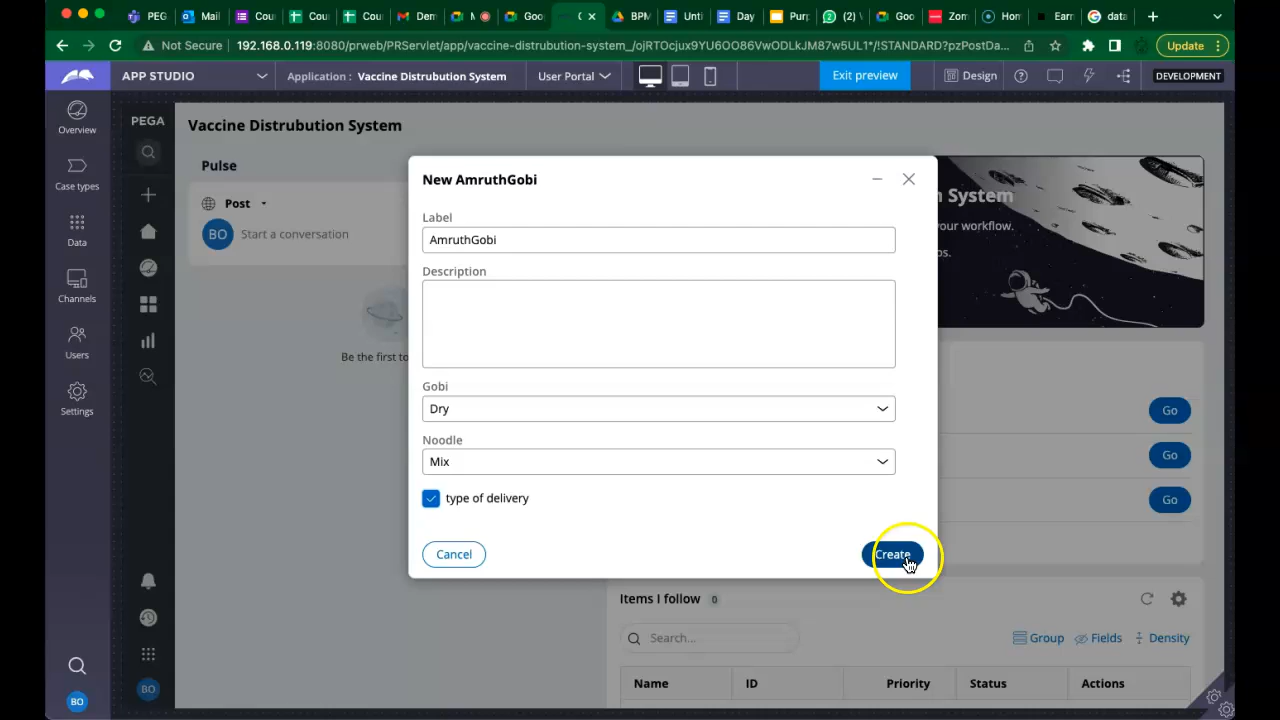 PEG
Mail
Cou
Cou
Cou
Dem
Goo
C
BPM
Unti
Day
Purp
(2)
Goo
Zom
Hon
Earn
data
Not Secure
192.168.0.119:8080/prweb/PRServlet/app/vaccine-distrubution-system_/ojRTOcjux9YU6OO86VwODLkJM87w5UL1*/!STANDARD?pzPostDa...
Update
APP STUDIO
Application : Vaccine Distrubution System
User Portal
Exit preview
Design
DEVELOPMENT
Overview
Case types
Data
Channels
Users
Settings
BO
PEGA
BO
Vaccine Distrubution System
Pulse
Post
BO
Start a conversation
Be the first to
n System
your workflow.
os.
New AmruthGobi
Label
AmruthGobi
Description
Gobi
Dry
Noodle
Mix
type of delivery
Cancel
Create
Go
Go
Go
Items I follow 0
Search...
Group
Fields
Density
Name
ID
Priority
Status
Actions